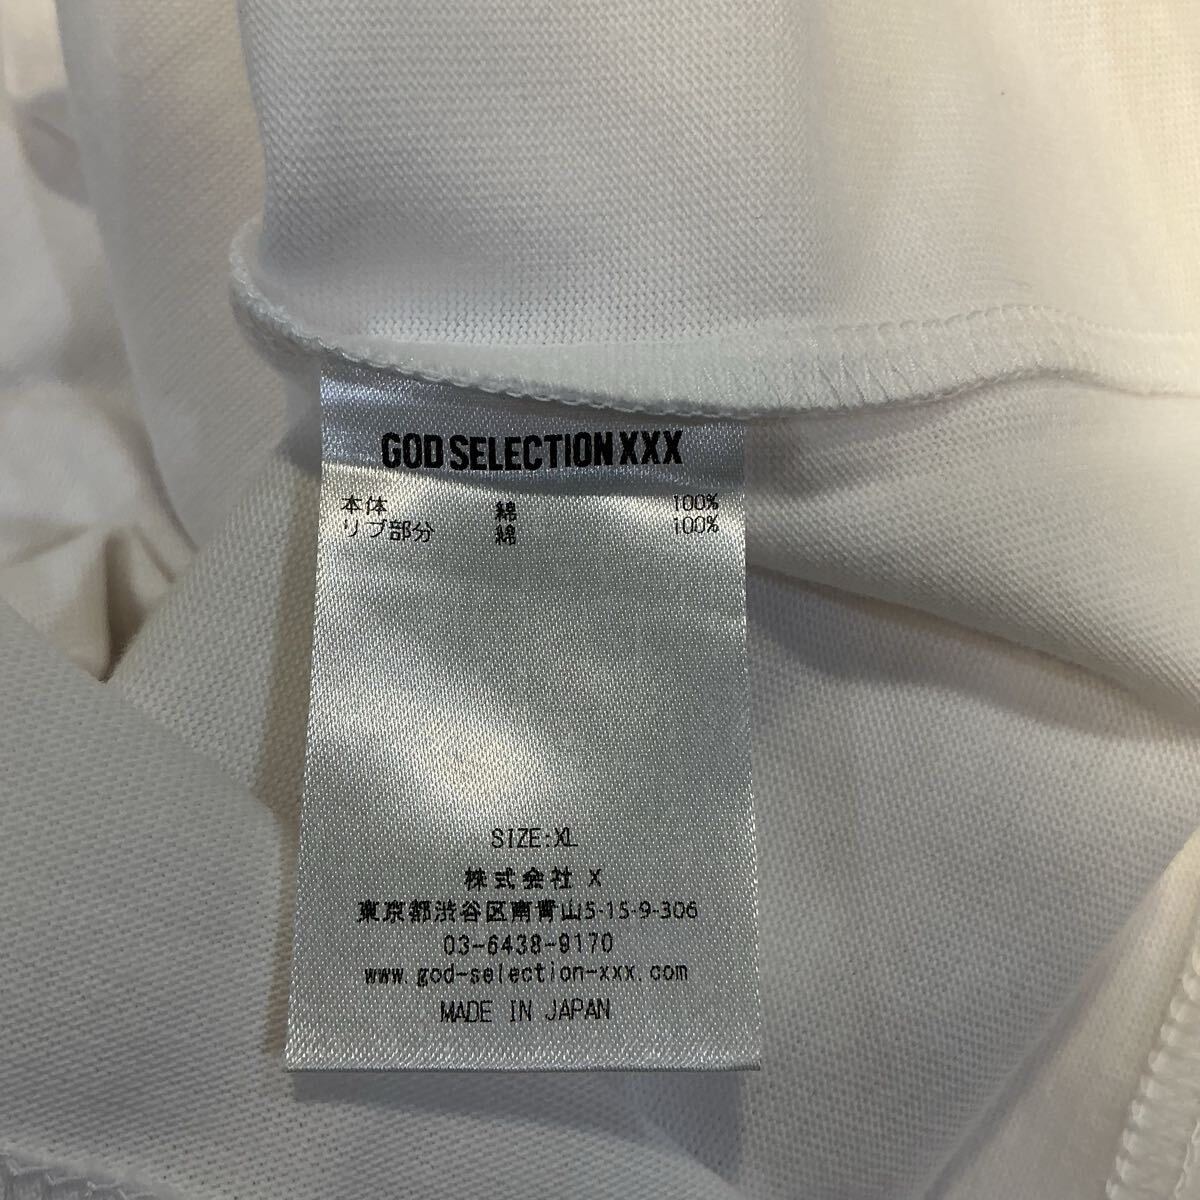 GOD SELECTION XXX
本体 綿 100%
リブ部分 綿 100%
SIZE:XL
株式会社 X
東京都渋谷区南青山5-15-9-306
03-6438-9170
www.god-selection-xxx.com
MADE IN JAPAN